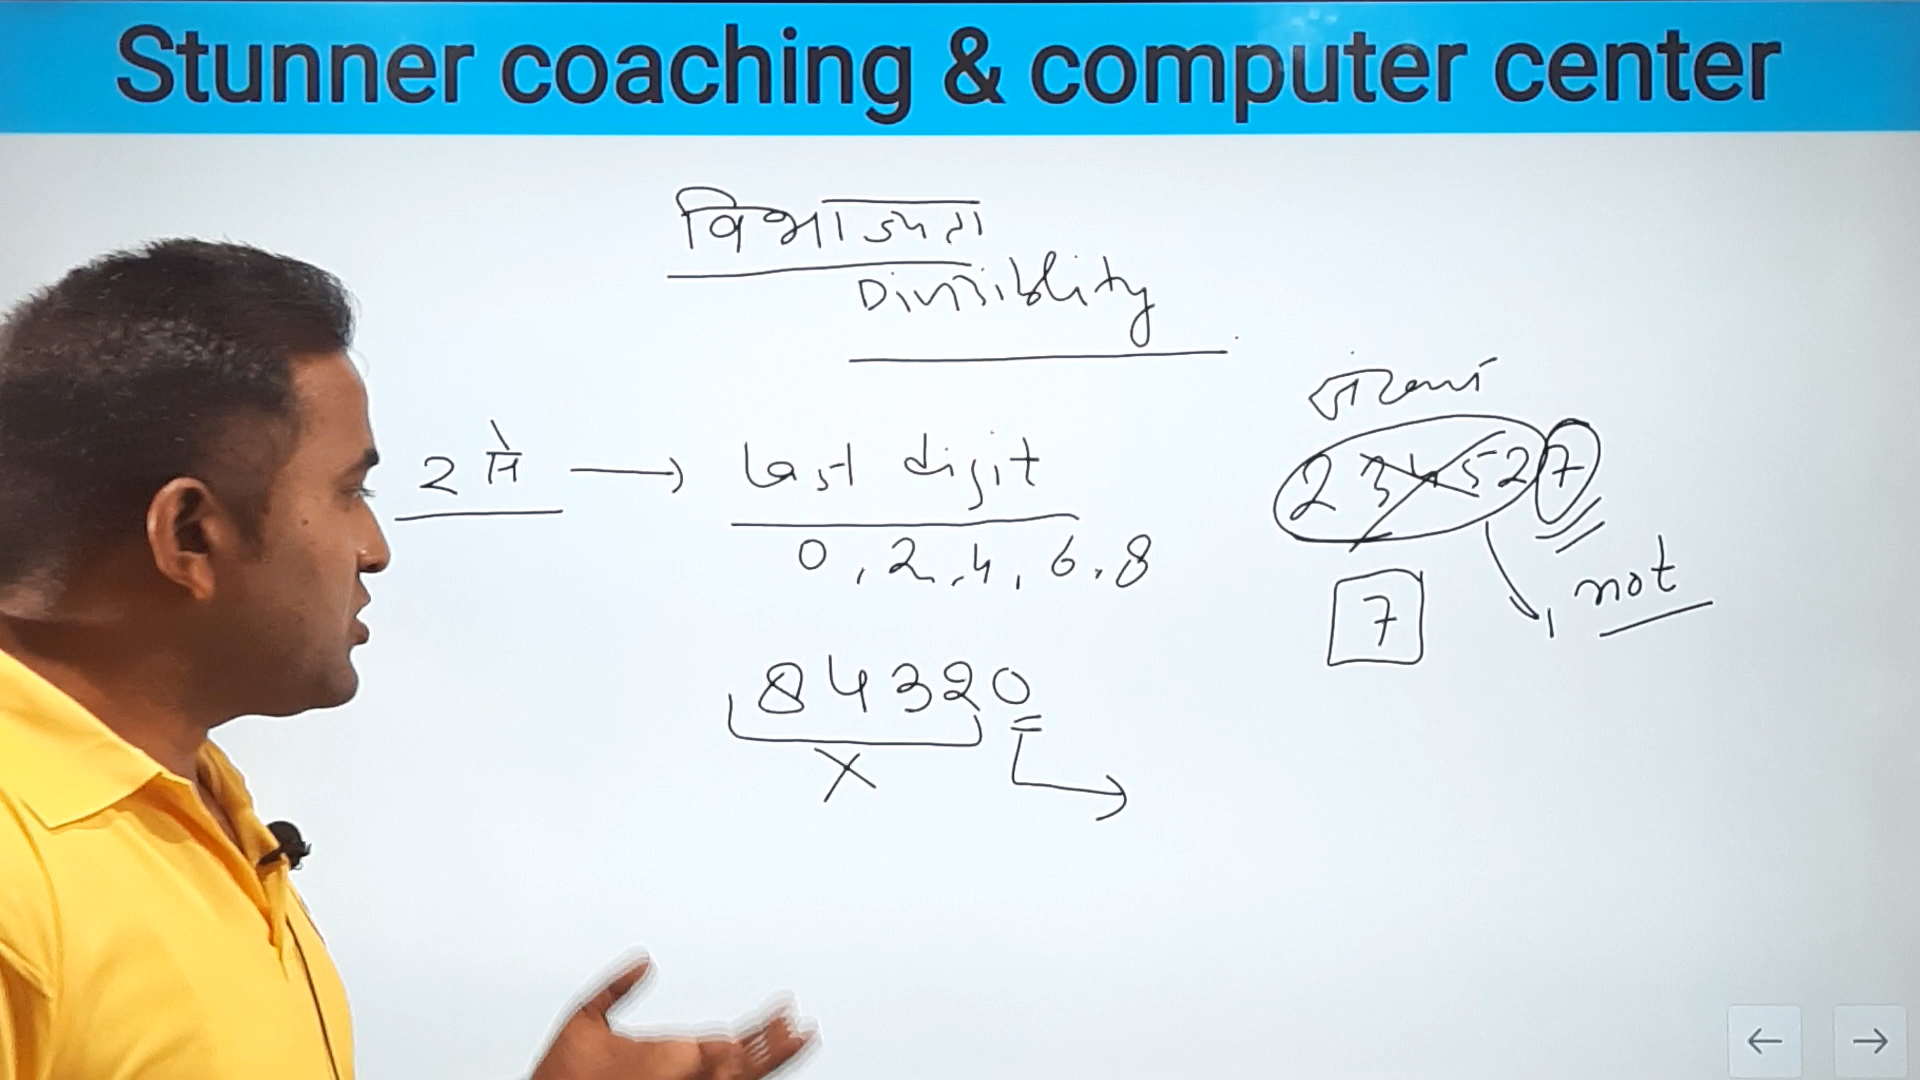 Stunner coaching & computer center
विभाज्यता
Divisiblity
2 से → last digit
0, 2, 4, 6, 8
संख्या
234527
7
not
84320
X